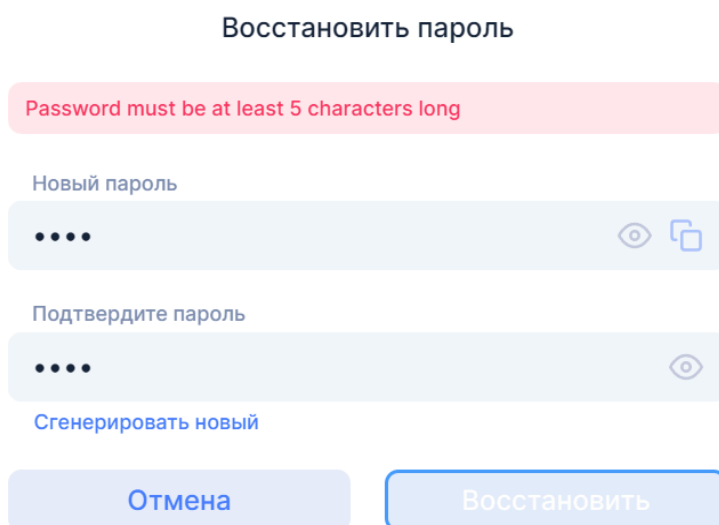 Восстановить пароль
Password must be at least 5 characters long
Новый пароль
••••
Подтвердите пароль
••••
Сгенерировать новый
Отмена
Восстановить